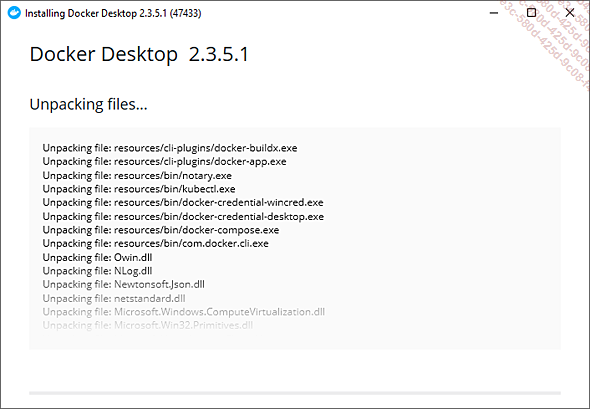 Installing Docker Desktop 2.3.5.1 (47433)
Docker Desktop 2.3.5.1
Unpacking files...
Unpacking file: resources/cli-plugins/docker-buildx.exe
Unpacking file: resources/cli-plugins/docker-app.exe
Unpacking file: resources/bin/notary.exe
Unpacking file: resources/bin/kubectl.exe
Unpacking file: resources/bin/docker-credential-wincred.exe
Unpacking file: resources/bin/docker-credential-desktop.exe
Unpacking file: resources/bin/docker-compose.exe
Unpacking file: resources/bin/com.docker.cli.exe
Unpacking file: Owin.dll
Unpacking file: NLog.dll
Unpacking file: Newtonsoft.Json.dll
Unpacking file: netstandard.dll
Unpacking file: Microsoft.Windows.ComputeVirtualization.dll
Unpacking file: Microsoft.Win32.Primitives.dll